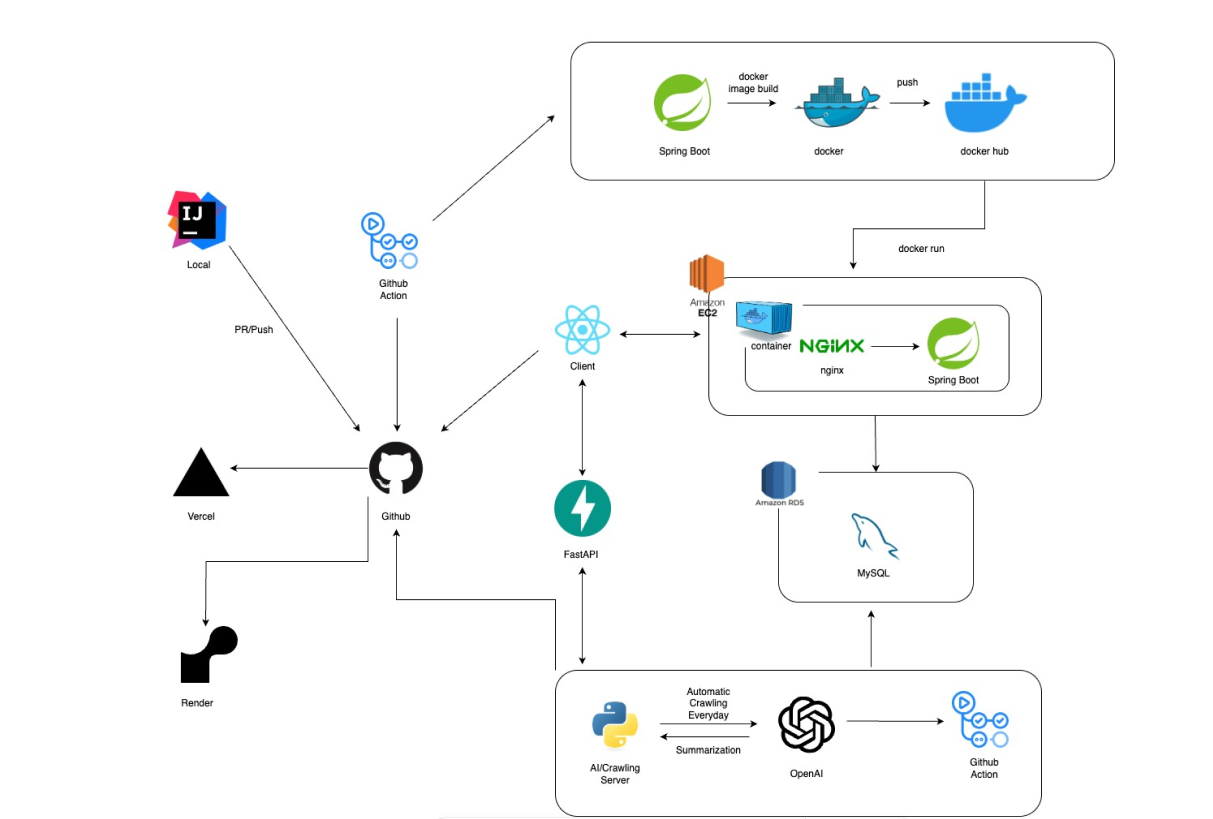 docker
image build
push
Spring Boot
docker
docker hub
IJ
Local
Github
Action
docker run
Amazon
EC2
PR/Push
container
NGINX
nginx
Spring Boot
Client
Vercel
Github
Amazon RDS
FastAPI
MySQL
Render
Automatic
Crawling
Everyday
Summarization
AI/Crawling
Server
OpenAI
Github
Action